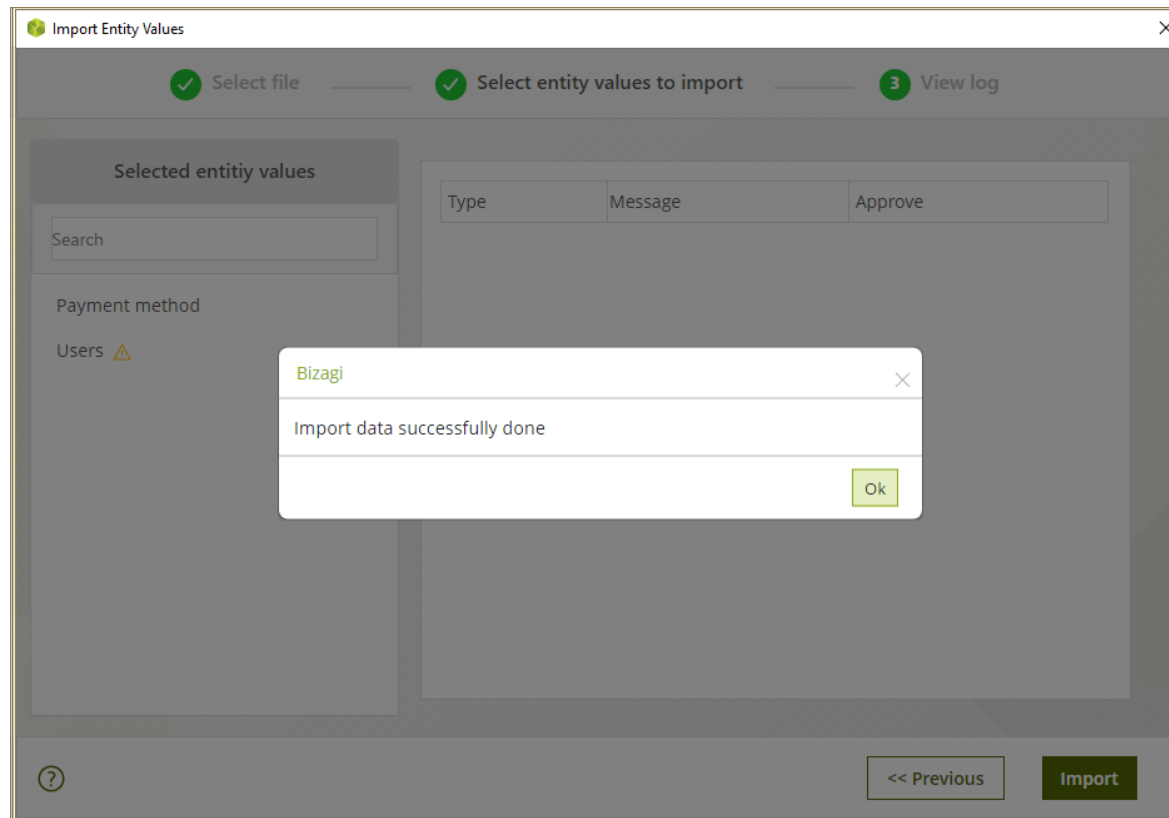 Import Entity Values
Select file
Select entity values to import
3 View log
Selected entitiy values
Type Message Approve
Search
Payment method
Users
Bizagi
Import data successfully done
Ok
<< Previous
Import